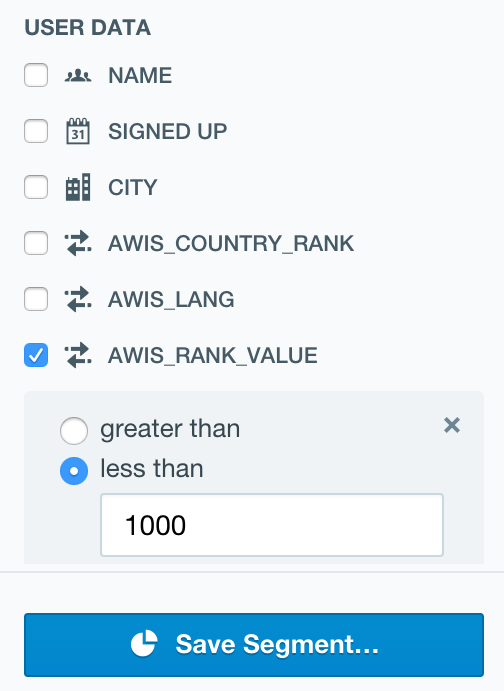 USER DATA
NAME
31
SIGNED UP
CITY
AWIS_COUNTRY_RANK
AWIS_LANG
AWIS_RANK_VALUE
greater than
less than
1000
Save Segment...